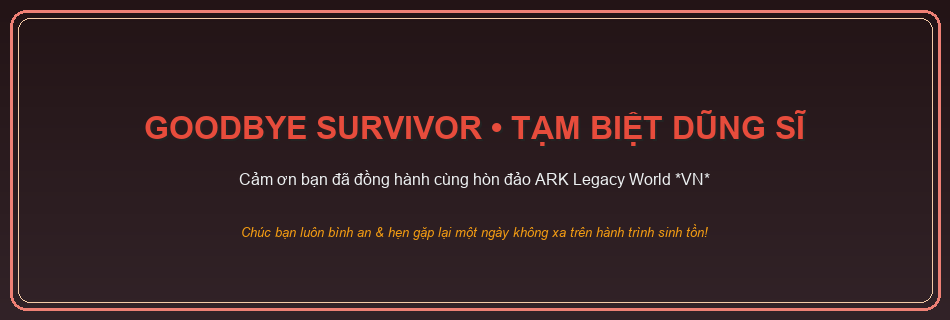 GOODBYE SURVIVOR • TẠM BIỆT DŨNG SĨ
Cảm ơn bạn đã đồng hành cùng hòn đảo ARK Legacy World *VN*
Chúc bạn luôn bình an & hẹn gặp lại một ngày không xa trên hành trình sinh tồn!